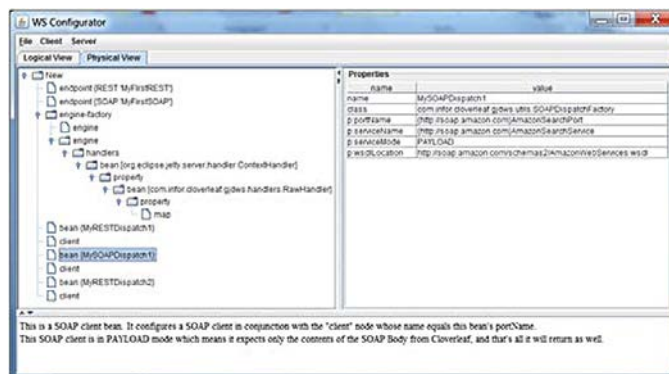 WS Configurator
File Client Server
Logical View Physical View
New
endpoint (REST 'MyFirstREST')
endpoint (SOAP 'MyFirstSOAP')
engine-factory
engine
engine
handlers
bean [org.eclipse.jetty.server.handler.ContextHandler]
property
bean [com.infor.cloverleaf.gjdws.handlers.RawHandler]
property
map
bean (MyRESTDispatch1)
client
bean (MySOAPDispatch1)
client
bean (MyRESTDispatch2)
client
Properties
name value
name MySOAPDispatch1
class com.infor.cloverleaf.gjdws.utils.SOAPDispatchFactory
p:portName {http://soap.amazon.com}AmazonSearchPort
p:serviceName {http://soap.amazon.com}AmazonSearchService
p:serviceMode PAYLOAD
p:wsdlLocation http://soap.amazon.com/schemas2/AmazonWebServices.wsdl
This is a SOAP client bean. It configures a SOAP client in conjunction with the "client" node whose name equals this bean's portName.
This SOAP client is in PAYLOAD mode which means it expects only the contents of the SOAP Body from Cloverleaf, and that's all it will return as well.